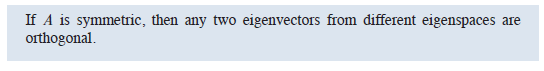 If A is symmetric, then any two eigenvectors from different eigenspaces are
orthogonal.